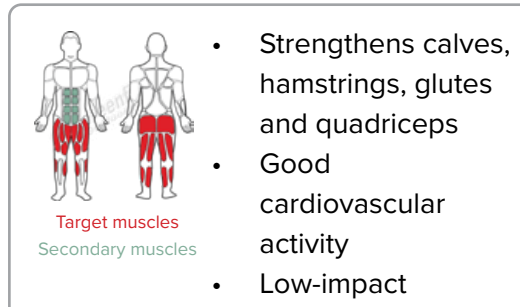 • Strengthens calves,
hamstrings, glutes
and quadriceps
• Good
cardiovascular
activity
• Low-impact
Target muscles
Secondary muscles